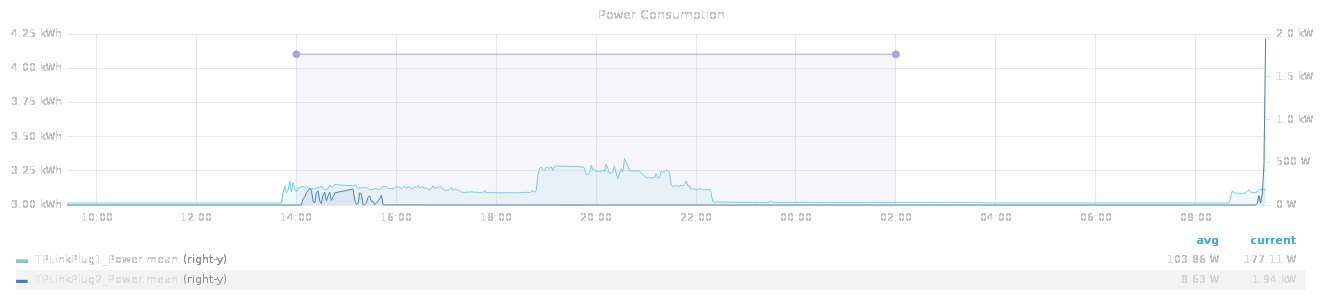 Power Consumption
4.25 kWh
4.00 kWh
3.75 kWh
3.50 kWh
3.25 kWh
3.00 kWh
2.0 kW
1.5 kW
1.0 kW
500 W
0 W
10:00 12:00 14:00 16:00 18:00 20:00 22:00 00:00 02:00 04:00 06:00 08:00
avg current
TPLinkPlug1_Power.mean (right-y) 103.86 W 177.11 W
TPLinkPlug2_Power.mean (right-y) 8.63 W 1.94 kW